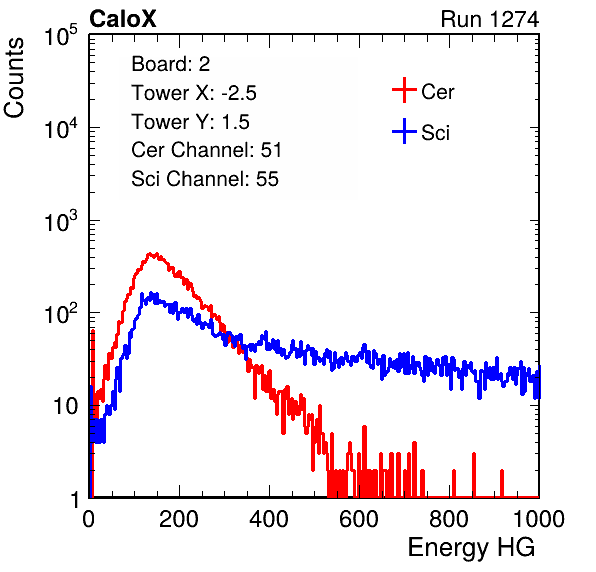 CaloX Run 1274
Counts
10^5
10^4
10^3
10^2
10
1
Board: 2
Tower X: -2.5
Tower Y: 1.5
Cer Channel: 51
Sci Channel: 55
Cer
Sci
0 200 400 600 800 1000
Energy HG